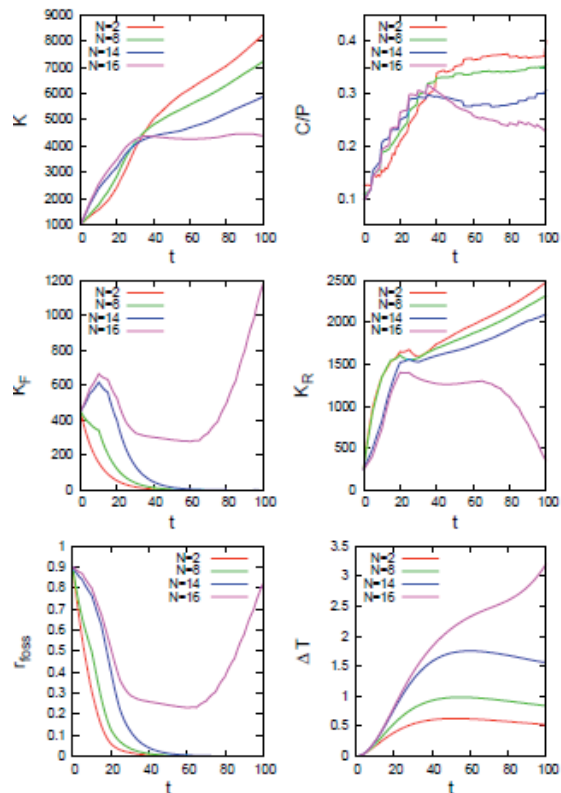 N=2
N=8
N=14
N=16
9000
8000
7000
6000
5000
4000
3000
2000
1000
K
0 20 40 60 80 100
t
N=2
N=8
N=14
N=16
0.4
0.3
0.2
0.1
C/P
0 20 40 60 80 100
t
N=2
N=8
N=14
N=16
1200
1000
800
600
400
200
0
K_F
0 20 40 60 80 100
t
N=2
N=8
N=14
N=16
2500
2000
1500
1000
500
0
K_R
0 20 40 60 80 100
t
N=2
N=8
N=14
N=16
1
0.9
0.8
0.7
0.6
0.5
0.4
0.3
0.2
0.1
0
r_foss
0 20 40 60 80 100
t
N=2
N=8
N=14
N=16
3.5
3
2.5
2
1.5
1
0.5
0
Δ T
0 20 40 60 80 100
t